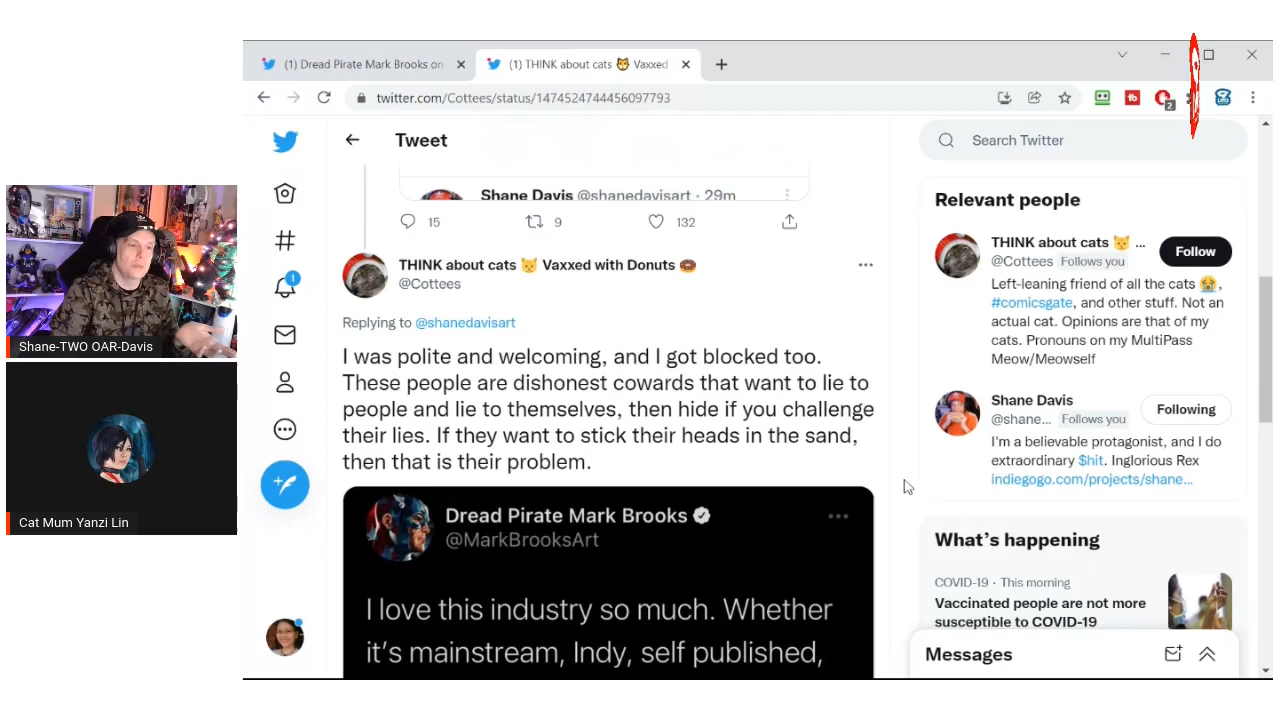 (1) Dread Pirate Mark Brooks on
(1) THINK about cats 😼 Vaxxed
twitter.com/Cottees/status/1474524744456097793
2
Tweet
Search Twitter
Shane Davis @shanedavisart · 29m
15 9 132
THINK about cats 😼 Vaxxed with Donuts 🍩
@Cottees
Replying to @shanedavisart
I was polite and welcoming, and I got blocked too.
These people are dishonest cowards that want to lie to
people and lie to themselves, then hide if you challenge
their lies. If they want to stick their heads in the sand,
then that is their problem.
Dread Pirate Mark Brooks
@MarkBrooksArt
I love this industry so much. Whether
it's mainstream, Indy, self published,
1
Relevant people
THINK about cats 😼 ...
@Cottees Follows you
Follow
Left-leaning friend of all the cats 😭,
#comicsgate, and other stuff. Not an
actual cat. Opinions are that of my
cats. Pronouns on my MultiPass
Meow/Meowself
Shane Davis
@shane... Follows you
Following
I'm a believable protagonist, and I do
extraordinary $hit. Inglorious Rex
indiegogo.com/projects/shane...
What's happening
COVID-19 · This morning
Vaccinated people are not more
susceptible to COVID-19
Messages
Shane-TWO OAR-Davis
Cat Mum Yanzi Lin